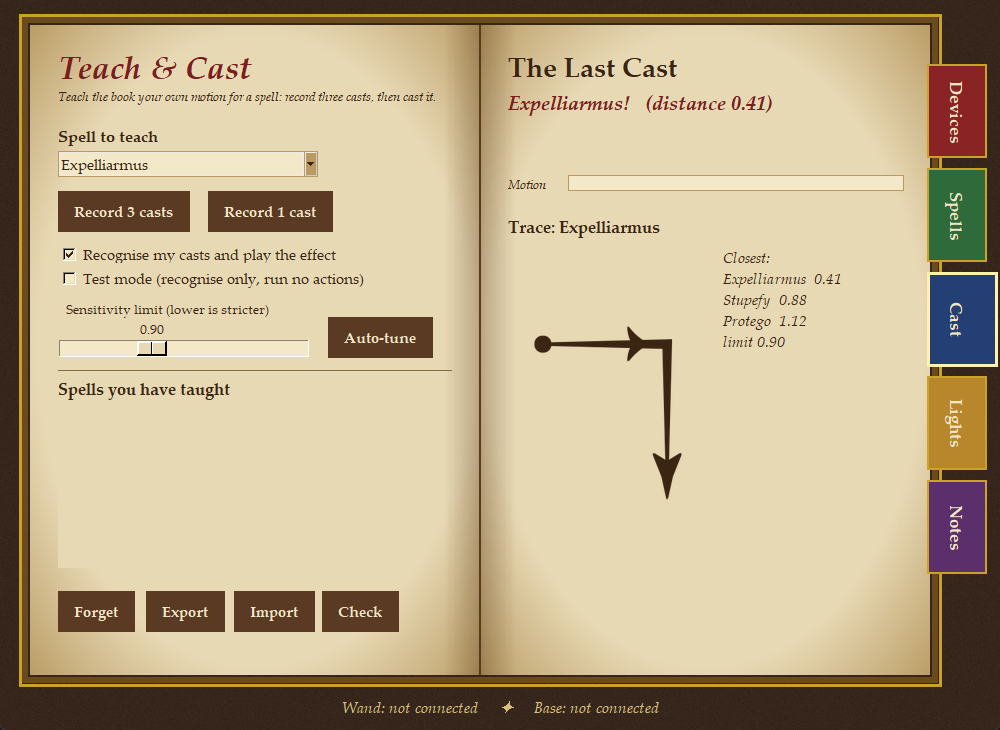 Teach & Cast
Teach the book your own motion for a spell: record three casts, then cast it.
Spell to teach
Expelliarmus
Record 3 casts
Record 1 cast
Recognise my casts and play the effect
Test mode (recognise only, run no actions)
Sensitivity limit (lower is stricter)
0.90
Auto-tune
Spells you have taught
Forget
Export
Import
Check
The Last Cast
Expelliarmus! (distance 0.41)
Motion
Trace: Expelliarmus
Closest:
Expelliarmus 0.41
Stupefy 0.88
Protego 1.12
limit 0.90
Devices
Spells
Cast
Lights
Notes
Wand: not connected
Base: not connected